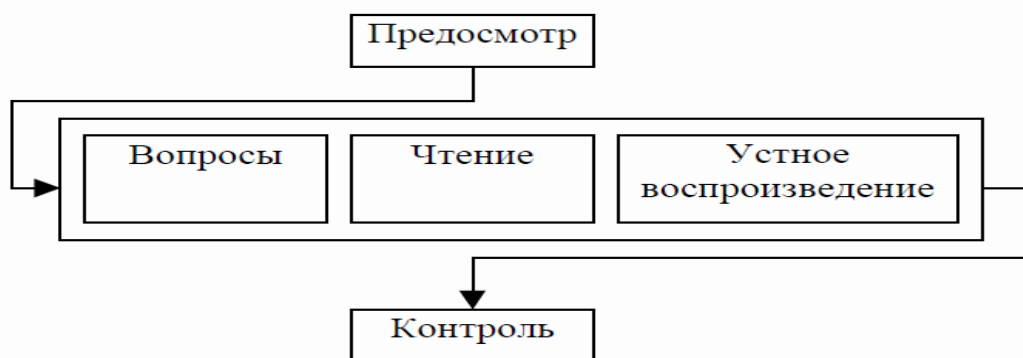 Предосмотр
Вопросы
Чтение
Устное
воспроизведение
Контроль